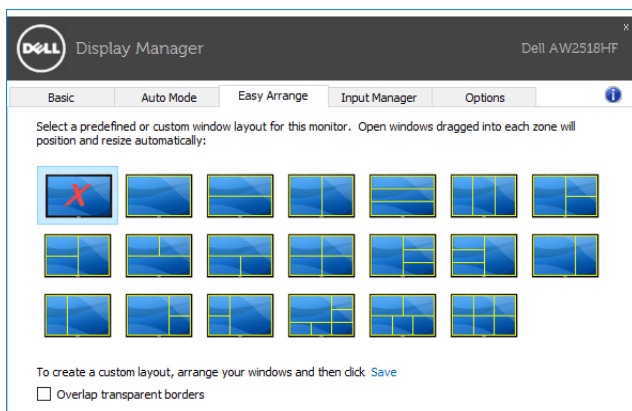 x
DELL Display Manager Dell AW2518HF
Basic Auto Mode Easy Arrange Input Manager Options i
Select a predefined or custom window layout for this monitor. Open windows dragged into each zone will
position and resize automatically:
X
To create a custom layout, arrange your windows and then click Save
Overlap transparent borders